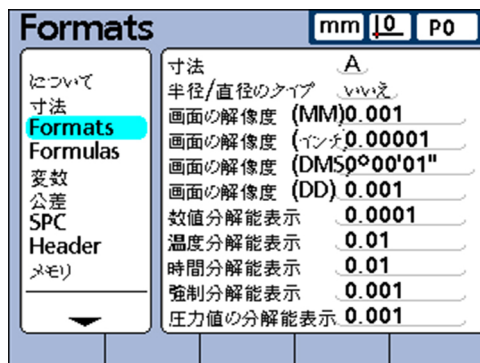 Formats
mm 0 P0
について
寸法
Formats
Formulas
変数
公差
SPC
Header
メモリ
寸法 A
半径/直径のタイプ いいえ
画面の解像度 (MM)0.001
画面の解像度 (インチ0.00001
画面の解像度 (DMS0°00'01"
画面の解像度 (DD) 0.001
数値分解能表示 0.0001
温度分解能表示 0.01
時間分解能表示 0.01
強制分解能表示 0.001
圧力値の分解能表示 0.001